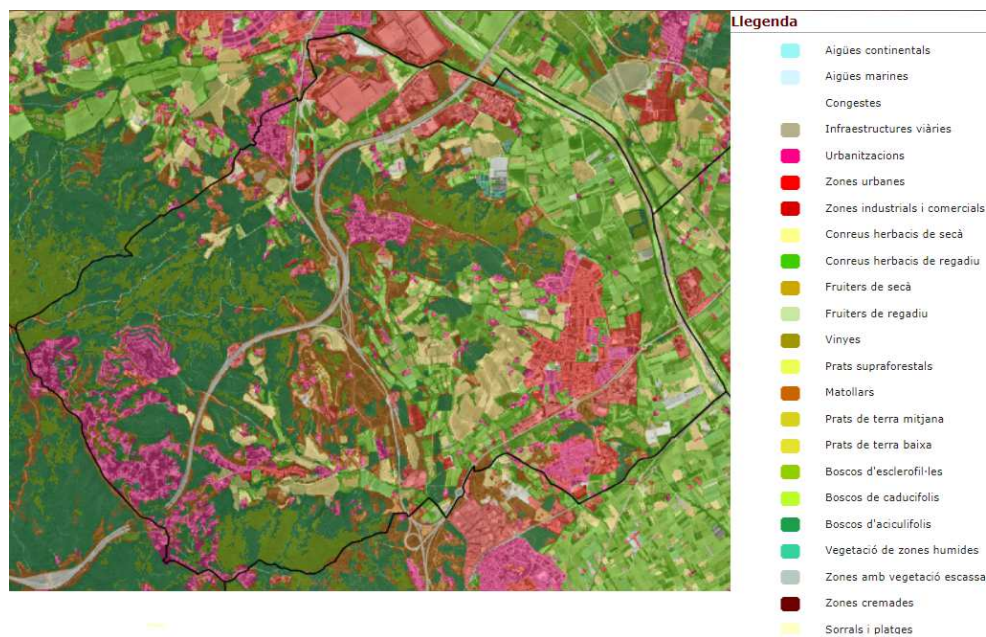 Llegenda
Aigües continentals
Aigües marines
Congestes
Infraestructures viàries
Urbanitzacions
Zones urbanes
Zones industrials i comercials
Conreus herbacis de secà
Conreus herbacis de regadiu
Fruiters de secà
Fruiters de regadiu
Vinyes
Prats supraforestals
Matollars
Prats de terra mitjana
Prats de terra baixa
Boscos d'esclerofil·les
Boscos de caducifolis
Boscos d'aciculifolis
Vegetació de zones humides
Zones amb vegetació escassa
Zones cremades
Sorrals i platges